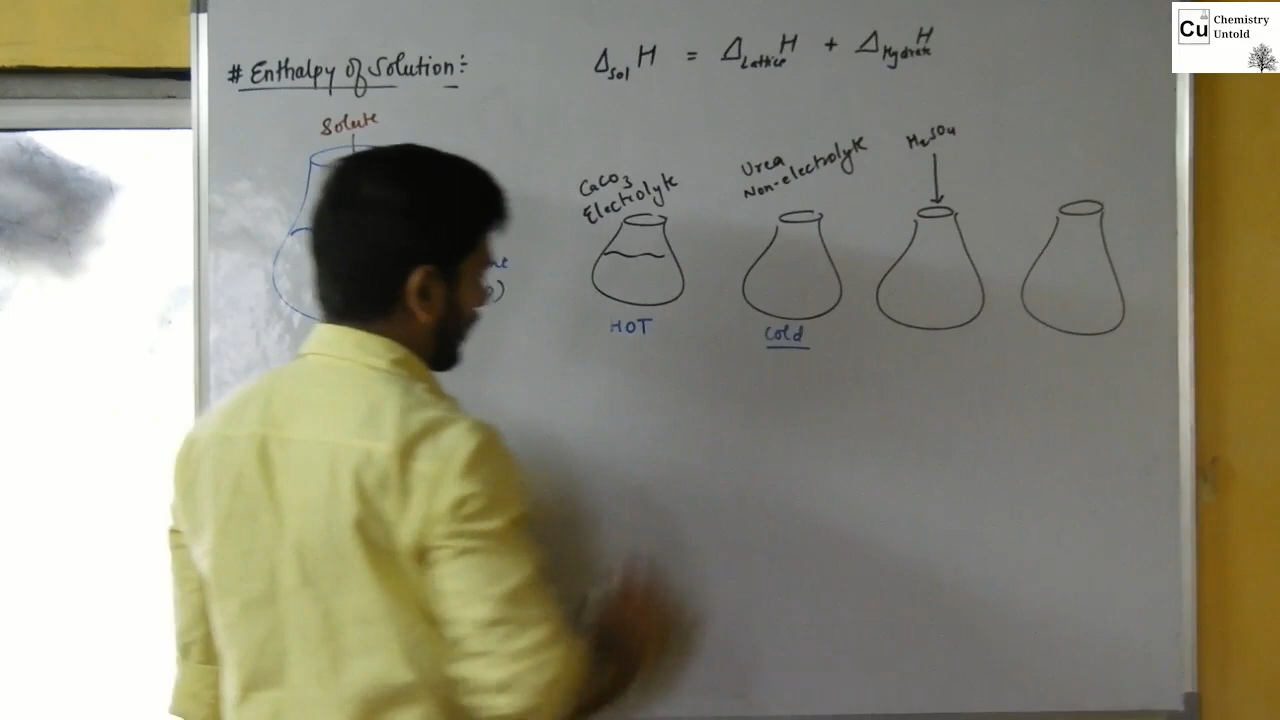 # Enthalpy of Solution:-
Δsol H = ΔLattice H + ΔHydrate H
Solute
CaCO3
Electrolyte
HOT
Urea
Non-electrolyte
Cold
H2SO4
Cu
Chemistry
Untold